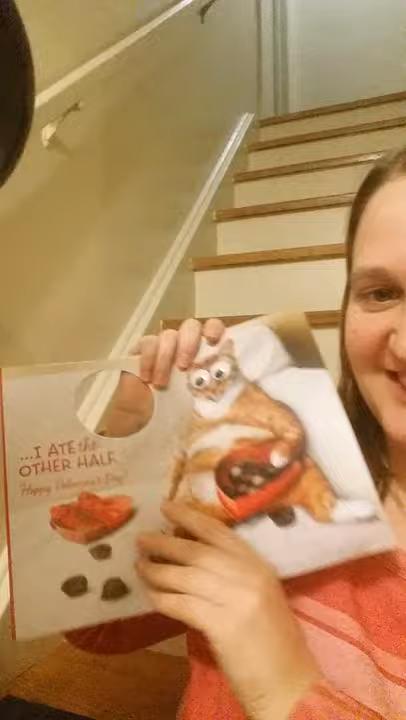 ...I ATE the
OTHER HALF.
Happy Valentine's Day!